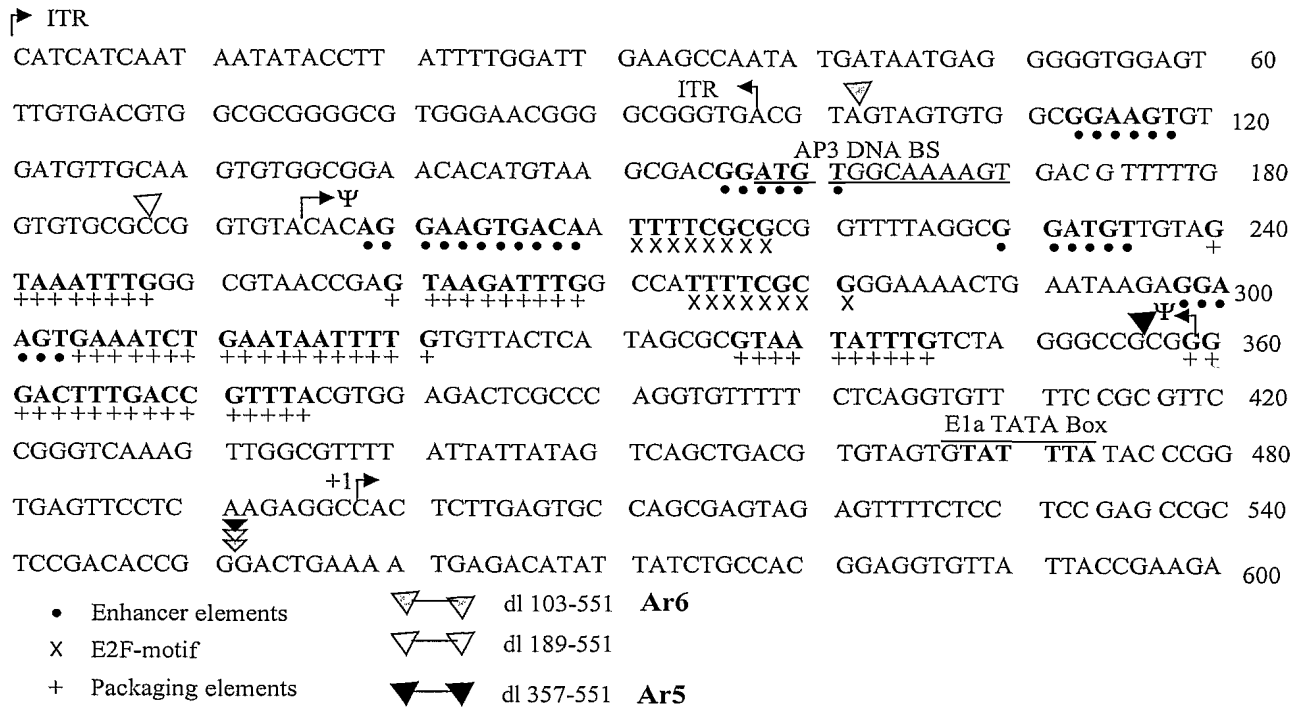 ITR
CATCATCAAT AATATACCTT ATTTTGGATT GAAGCCAATA TGATAATGAG GGGGTGGAGT 60
ITR
TTGTGACGTG GCGCGGGGCG TGGGAACGGG GCGGGTGACG TAGTAGTGTG GCGGAAGTGT 120
AP3 DNA BS
GATGTTGCAA GTGTGGCGGA ACACATGTAA GCGACGGATG TGGCAAAAGT GAC G TTTTTG 180
Ψ
GTGTGCGCCG GTGTACACAG GAAGTGACAA TTTTCGCGCG GTTTTAGGCG GATGTTGTAG 240
XXXXXXXX +
TAAATTTGGG CGTAACCGAG TAAGATTTGG CCATTTTCGC GGGAAAACTG AATAAGAGGA 300
++++++++ + +++++++++ XXXXXXX X
Ψ
AGTGAAATCT GAATAATTTT GTGTTACTCA TAGCGCGTAA TATTTGTCTA GGGCCGCGGG 360
+++++++ ++++++++++ + ++++ ++++++ ++
GACTTTGACC GTTTACGTGG AGACTCGCCC AGGTGTTTTT CTCAGGTGTT TTC CGC GTTC 420
++++++++++ +++++
E1a TATA Box
CGGGTCAAAG TTGGCGTTTT ATTATTATAG TCAGCTGACG TGTAGTGTAT TTA TAC CCGG 480
+1
TGAGTTCCTC AAGAGGCCAC TCTTGAGTGC CAGCGAGTAG AGTTTTCTCC TCC GAG CCGC 540
TCCGACACCG GGACTGAAAA A TGAGACATATT TATCTGCCAC GGAGGTGTTA TTACCGAAGA 600
• Enhancer elements
X E2F-motif
+ Packaging elements
dl 103-551 Ar6
dl 189-551
dl 357-551 Ar5